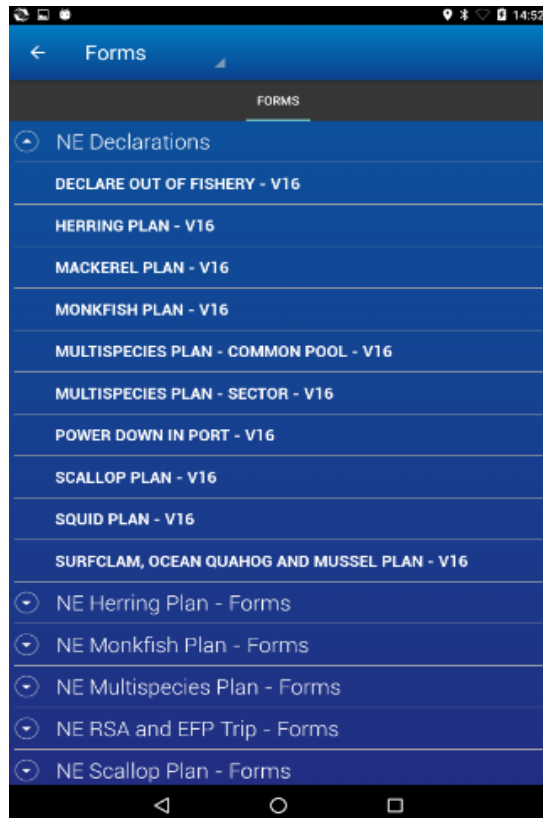 14:52
Forms
FORMS
NE Declarations
DECLARE OUT OF FISHERY - V16
HERRING PLAN - V16
MACKEREL PLAN - V16
MONKFISH PLAN - V16
MULTISPECIES PLAN - COMMON POOL - V16
MULTISPECIES PLAN - SECTOR - V16
POWER DOWN IN PORT - V16
SCALLOP PLAN - V16
SQUID PLAN - V16
SURFCLAM, OCEAN QUAHOG AND MUSSEL PLAN - V16
NE Herring Plan - Forms
NE Monkfish Plan - Forms
NE Multispecies Plan - Forms
NE RSA and EFP Trip - Forms
NE Scallop Plan - Forms